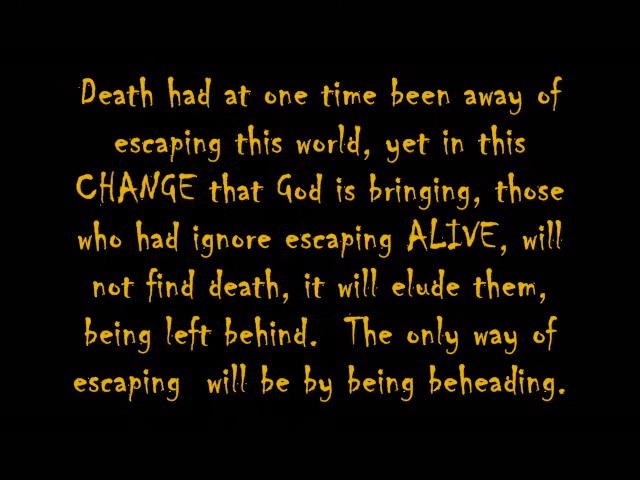 Death had at one time been away of
escaping this world, yet in this
CHANGE that God is bringing, those
who had ignore escaping ALIVE, will
not find death, it will elude them,
being left behind.  The only way of
escaping  will be by being beheading.